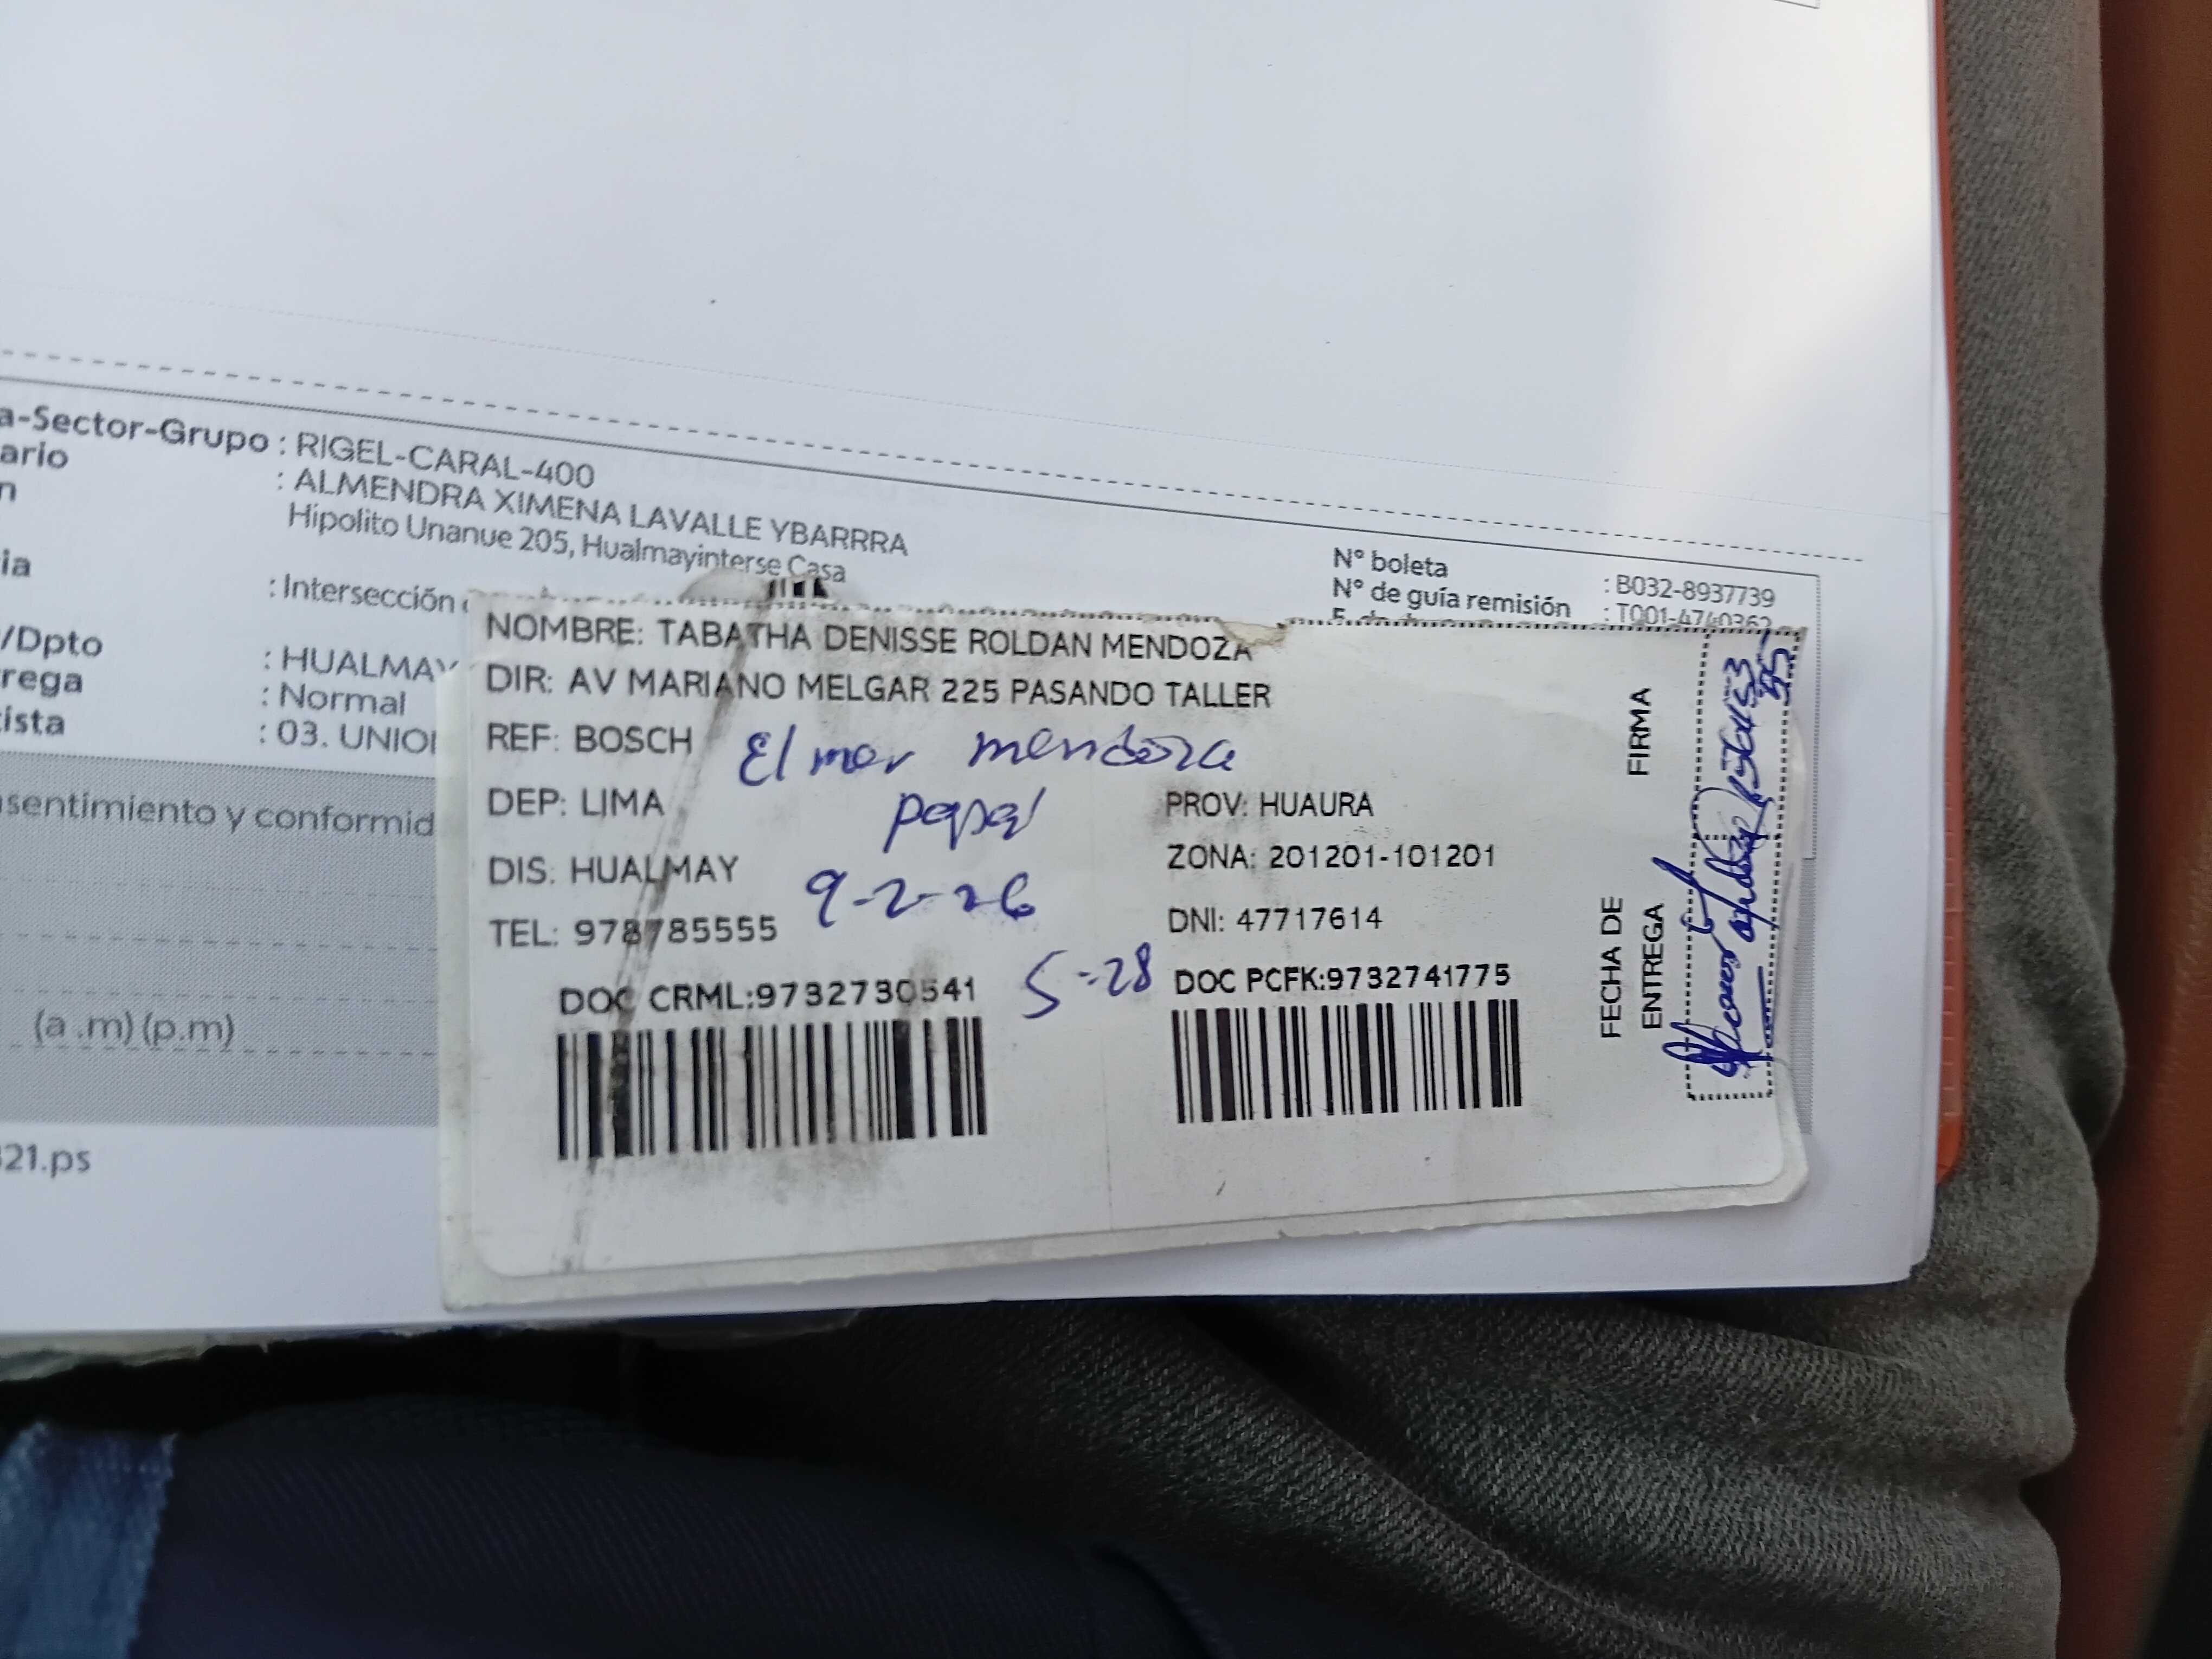 a-Sector-Grupo : RIGEL-CARAL-400
ario : ALMENDRA XIMENA LAVALLE YBARRRA
n Hipolito Unanue 205, Hualmayinterse Casa
ia : Intersección
/Dpto : HUALMAY
rega : Normal
ista : 03. UNIO
sentimiento y conformid
(a .m) (p.m)
21.ps
N° boleta : B032-8937739
N° de guía remisión : T001-4740362
NOMBRE: TABATHA DENISSE ROLDAN MENDOZA
DIR: AV MARIANO MELGAR 225 PASANDO TALLER
REF: BOSCH
Elmer mendoza
DEP: LIMA
papa
PROV: HUAURA
DIS: HUALMAY
ZONA: 201201-101201
TEL: 978785555
9-2-26
DNI: 47717614
DOC CRML:9732730541
5-28
DOC PCFK:9732741775
FIRMA
FECHA DE
ENTREGA